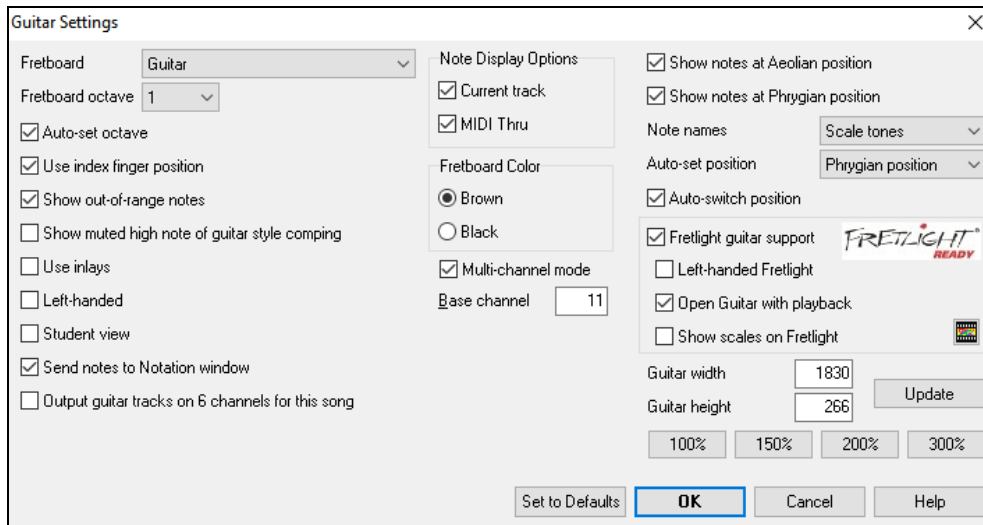 Guitar Settings
Fretboard Guitar
Fretboard octave 1
Auto-set octave
Use index finger position
Show out-of-range notes
Show muted high note of guitar style comping
Use inlays
Left-handed
Student view
Send notes to Notation window
Output guitar tracks on 6 channels for this song
Note Display Options
Current track
MIDI Thru
Fretboard Color
Brown
Black
Multi-channel mode
Base channel 11
Show notes at Aeolian position
Show notes at Phrygian position
Note names Scale tones
Auto-set position Phrygian position
Auto-switch position
Fretlight guitar support
FRETLIGHT®
READY
Left-handed Fretlight
Open Guitar with playback
Show scales on Fretlight
Guitar width 1830
Guitar height 266
Update
100% 150% 200% 300%
Set to Defaults OK Cancel Help